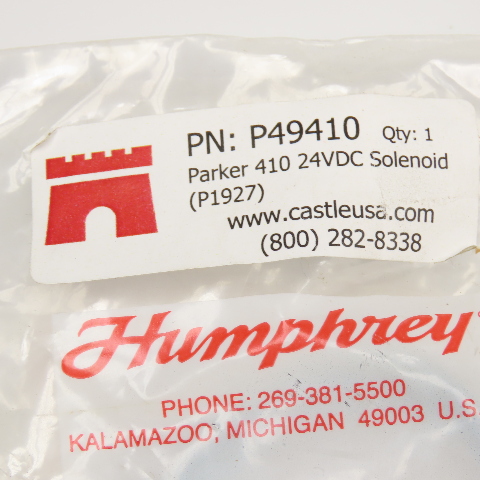 PN: P49410 Qty: 1
Parker 410 24VDC Solenoid
(P1927)
www.castleusa.com
(800) 282-8338
Humphrey
PHONE: 269-381-5500
KALAMAZOO, MICHIGAN 49003 U.S.